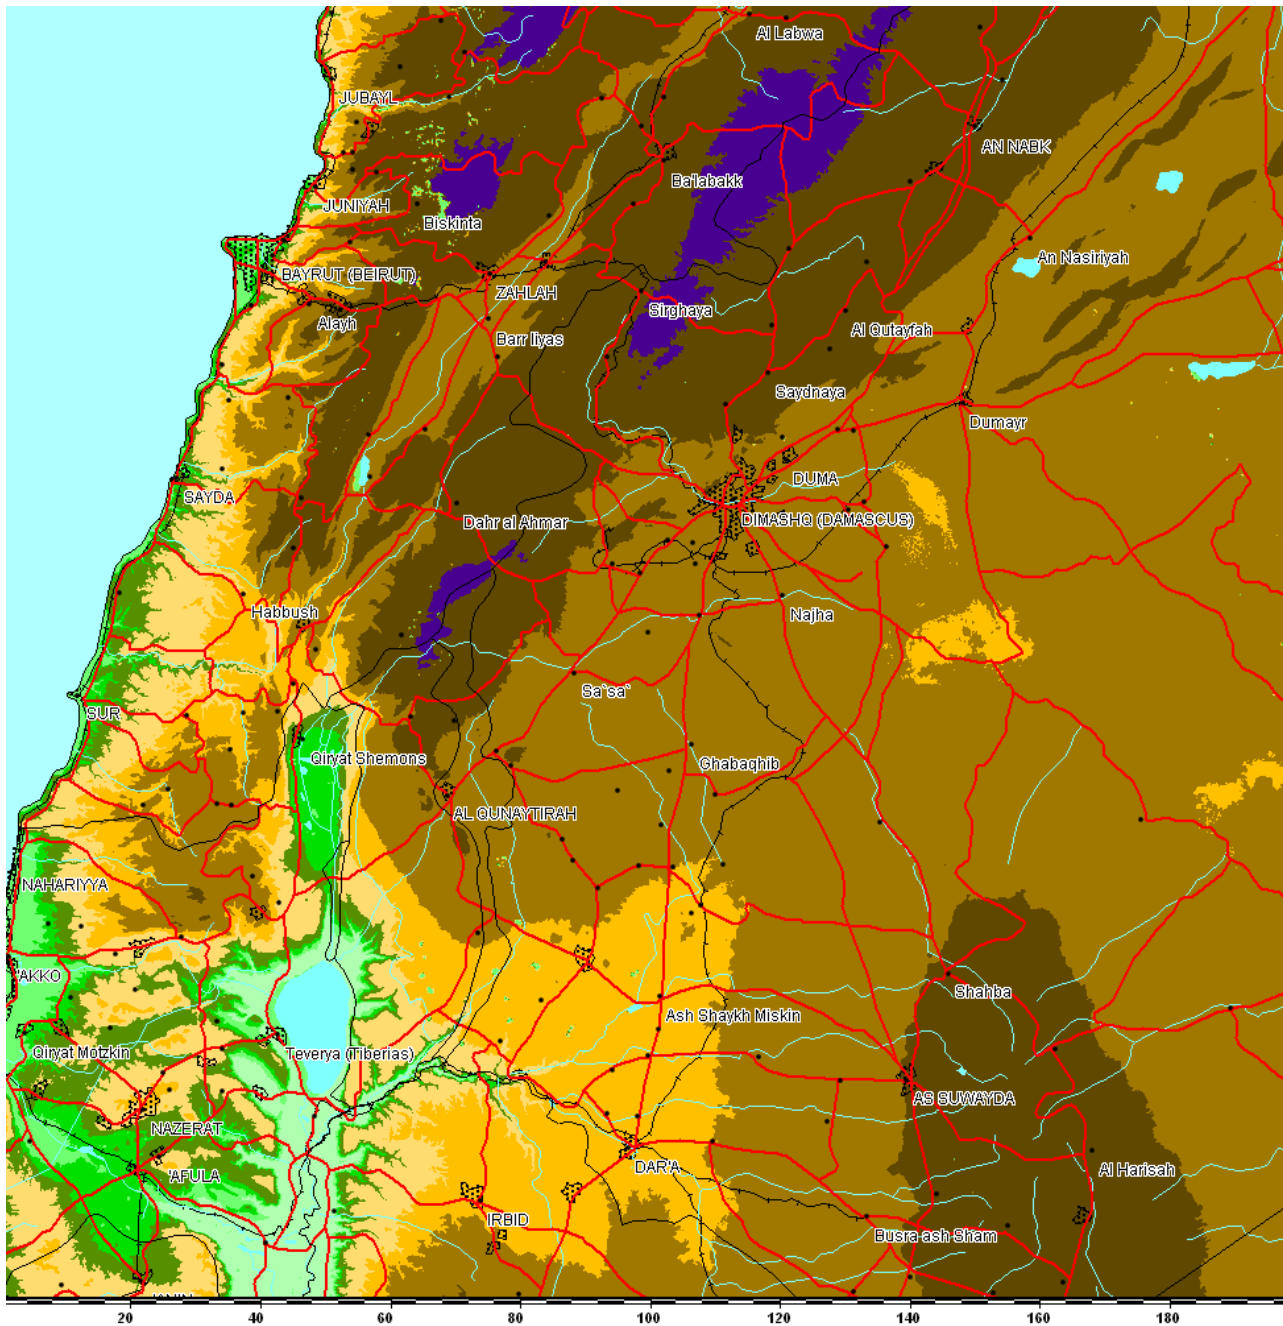 Al Labwa
JUBAYL
AN NABK
Ba'labakk
JUNIYAH
Biskinta
An Nasiriyah
BAYRUT (BEIRUT)
ZAHLAH
Sirghaya
Alayh
Al Qutayfah
Barr Iiyas
Saydnaya
Dumayr
DUMA
SAYDA
Dahr al Ahmar
DIMASHQ (DAMASCUS)
Habbush
Najha
Sa`sa`
SUR
Qiryat Shemons
Ghabaqhib
AL QUNAYTIRAH
NAHARIYYA
'AKKO
Shahba
Ash Shaykh Miskin
Qiryat Motzkin
Teverya (Tiberias)
AS SUWAYDA
NAZERAT
DAR'A
Al Harisah
'AFULA
IRBID
Busra ash Sham
20 40 60 80 100 120 140 160 180